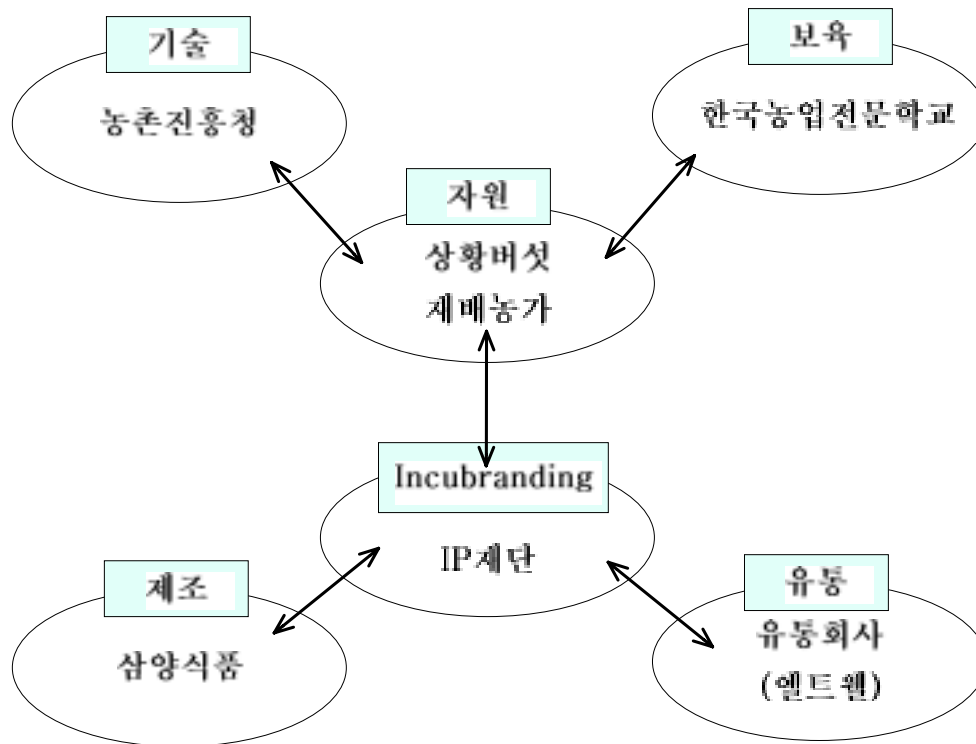 기술
농촌진흥청
보육
한국농업전문학교
자원
상황버섯
재배농가
Incubranding
IP재단
제조
삼양식품
유통
유통회사
(엘트웰)